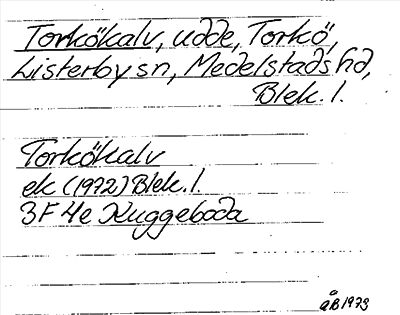 Torkökalv, udde, Torkö,
Listerby sn, Medelstads hd,
Blek. l.
Torkökalv
ek (1972) Blek. l.
3F 4e Kuggeboda
ÅB 1973